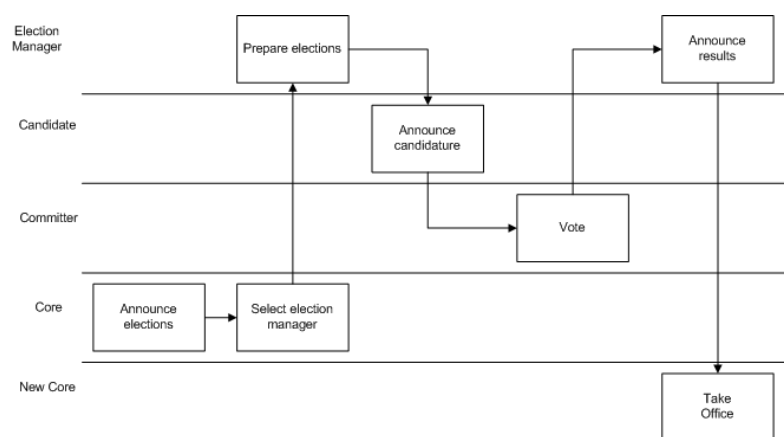 Election
Manager
Prepare elections
Announce
results
Candidate
Announce
candidature
Committer
Vote
Core
Announce
elections
Select election
manager
New Core
Take
Office